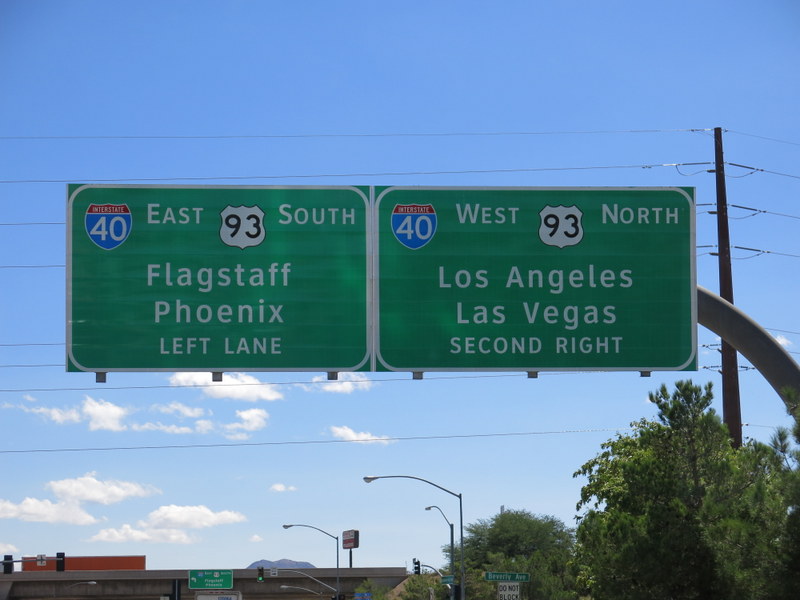 INTERSTATE 40 EAST 93 SOUTH
Flagstaff
Phoenix
LEFT LANE
INTERSTATE 40 WEST 93 NORTH
Los Angeles
Las Vegas
SECOND RIGHT
Flagstaff
Phoenix
Beverly Ave
DO NOT
BLOCK